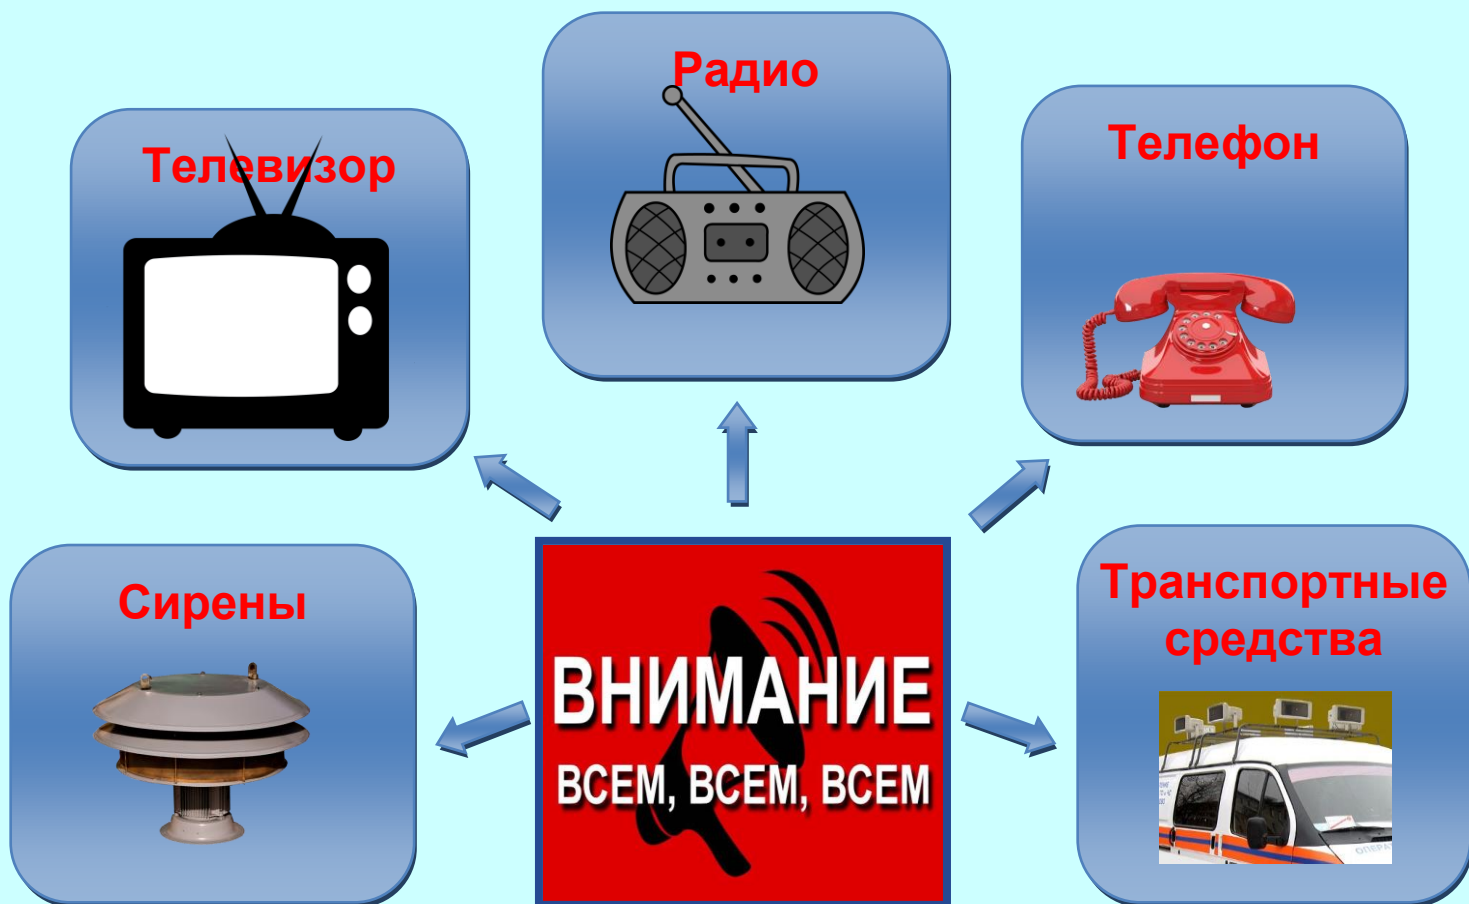 Радио
Телевизор
Телефон
Сирены
Транспортные
средства
ВНИМАНИЕ
ВСЕМ, ВСЕМ, ВСЕМ